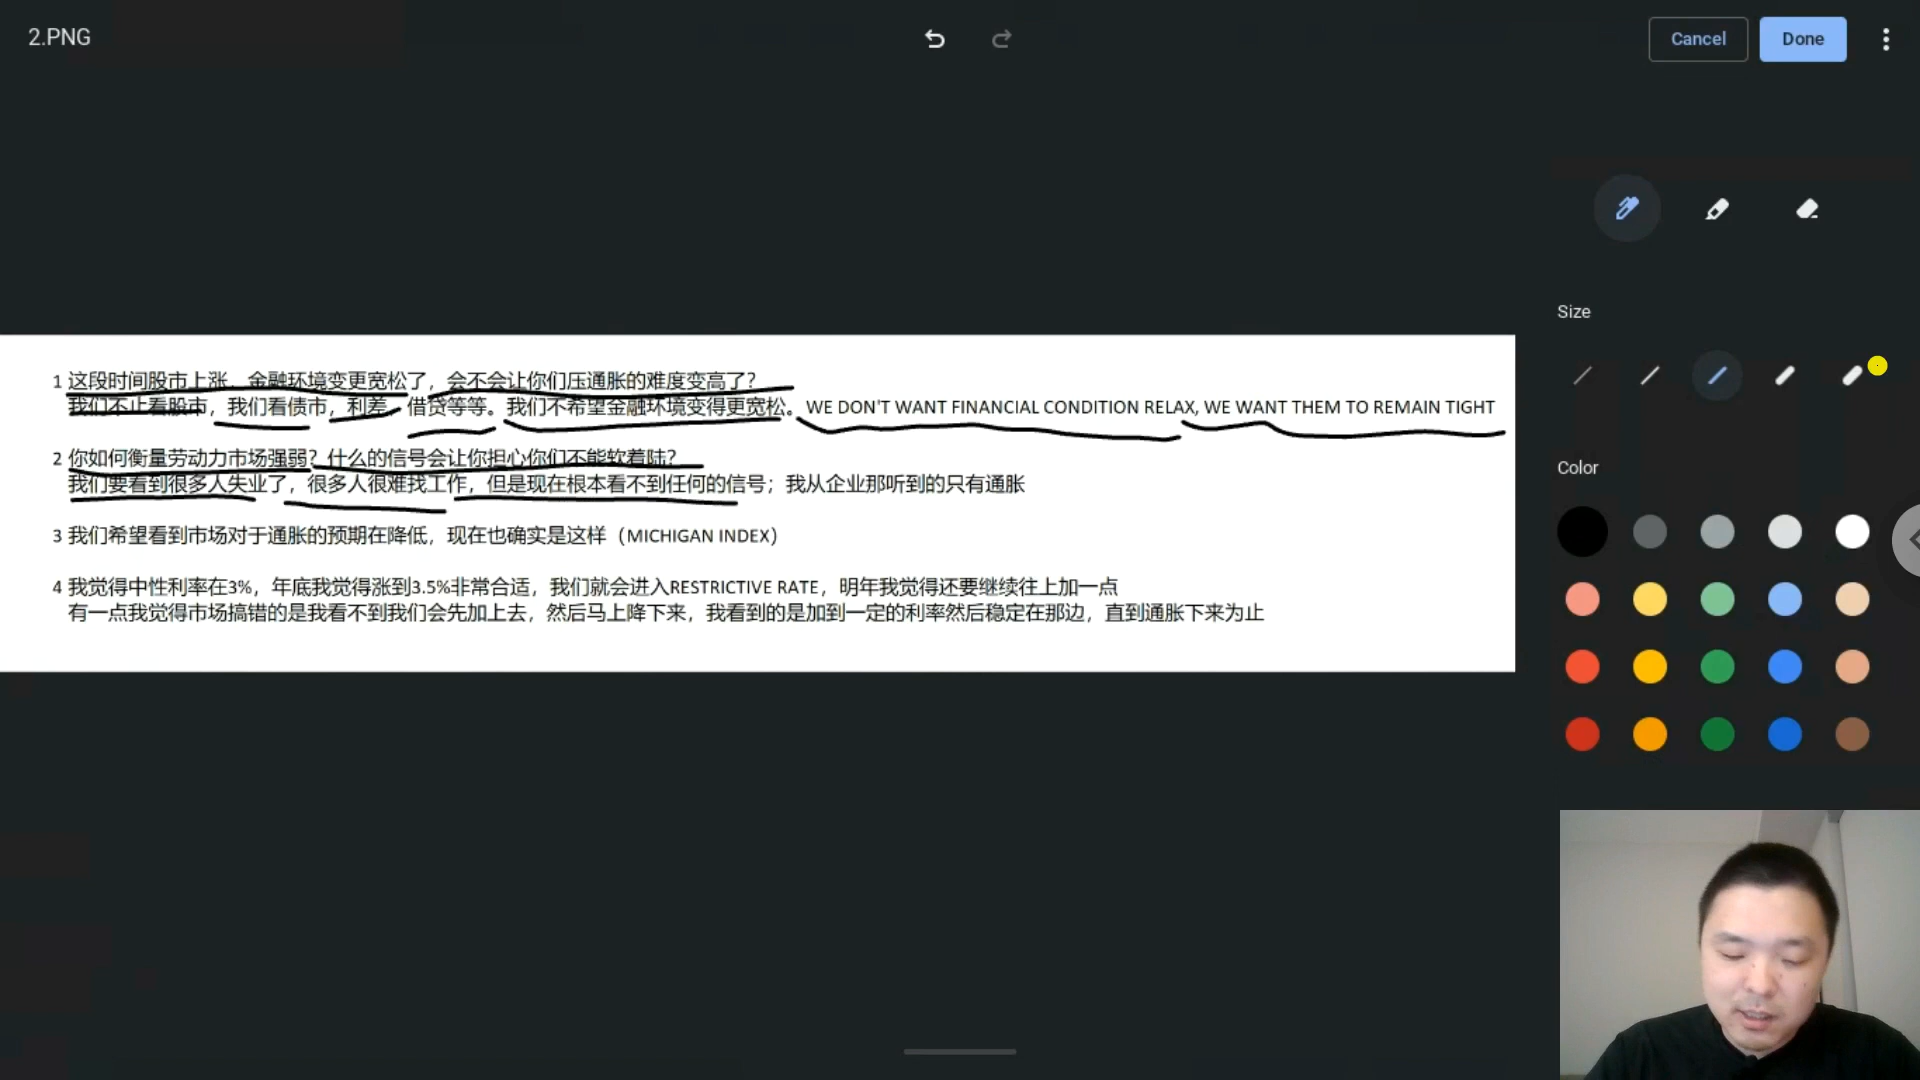 2.PNG
Cancel
Done
Size
Color
1 这段时间股市上涨，金融环境变更宽松了，会不会让你们压通胀的难度变高了？
我们不止看股市，我们看债市，利差，借贷等等。我们不希望金融环境变得更宽松。WE DON'T WANT FINANCIAL CONDITION RELAX, WE WANT THEM TO REMAIN TIGHT
2 你如何衡量劳动力市场强弱？什么的信号会让你担心你们不能软着陆？
我们要看到很多人失业了，很多人很难找工作，但是现在根本看不到任何的信号；我从企业那听到的只有通胀
3 我们希望看到市场对于通胀的预期在降低，现在也确实是这样（MICHIGAN INDEX）
4 我觉得中性利率在3%，年底我觉得涨到3.5%非常合适，我们就会进入RESTRICTIVE RATE，明年我觉得还要继续往上加一点
有一点我觉得市场搞错的是我看不到我们会先加上去，然后马上降下来，我看到的是加到一定的利率然后稳定在那边，直到通胀下来为止